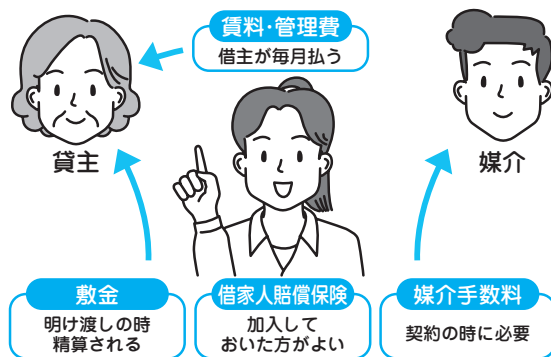 賃料・管理費
借主が毎月払う
貸主
媒介
敷金
明け渡しの時
精算される
借家人賠償保険
加入して
おいた方がよい
媒介手数料
契約の時に必要